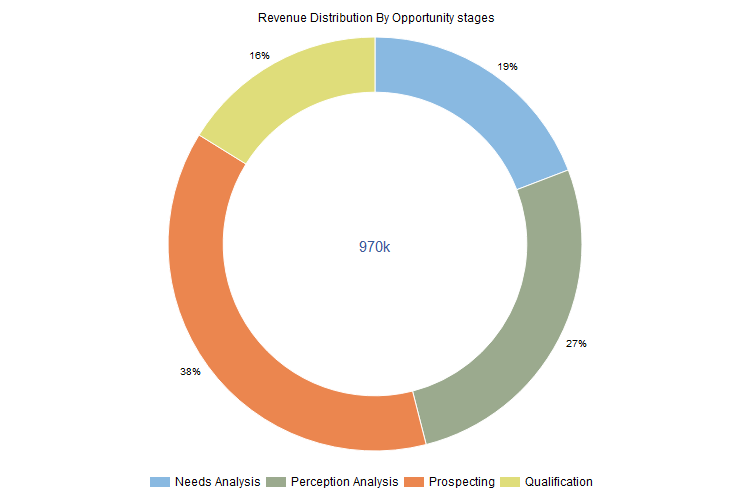 Revenue Distribution By Opportunity stages
16%
19%
970k
27%
38%
Needs Analysis Perception Analysis Prospecting Qualification